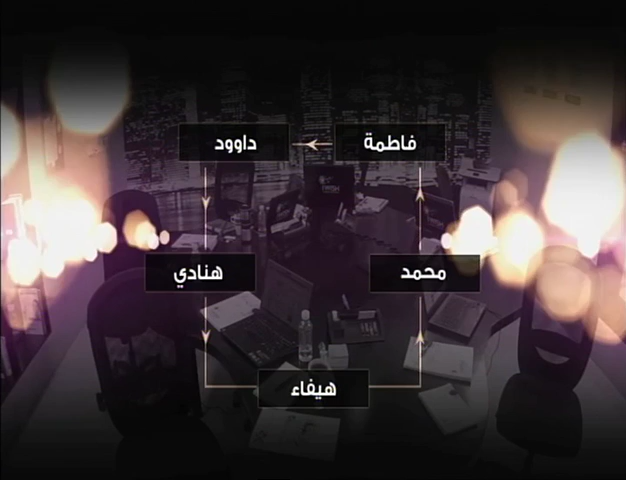 فاطمة
داوود
محمد
هنادي
هيفاء